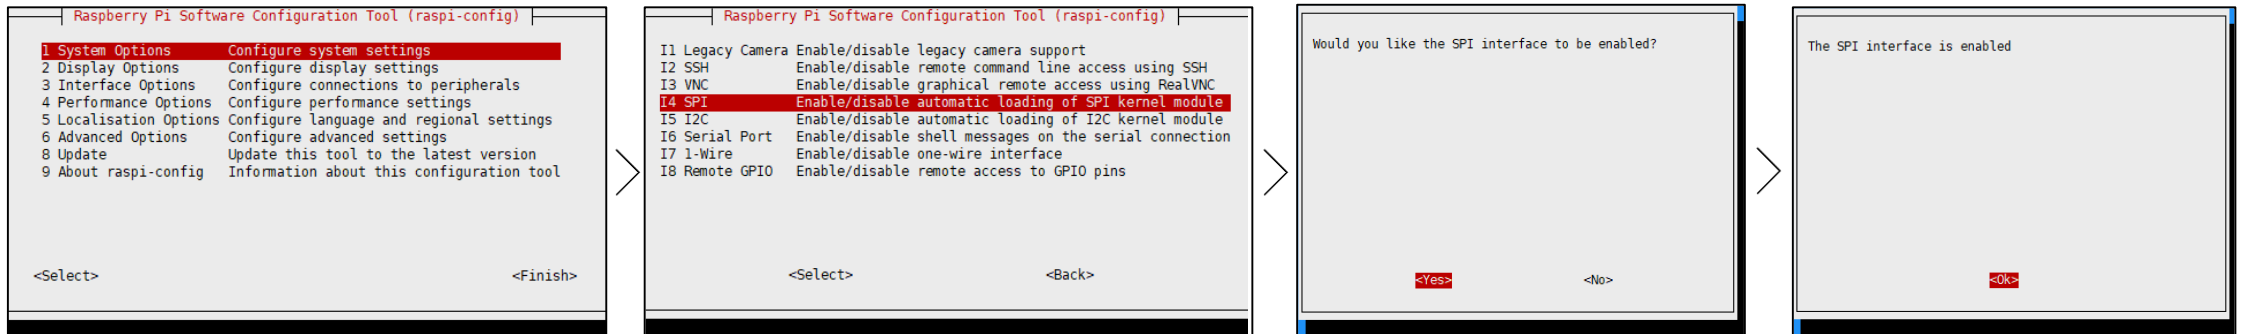 Raspberry Pi Software Configuration Tool (raspi-config)
1 System Options Configure system settings
2 Display Options Configure display settings
3 Interface Options Configure connections to peripherals
4 Performance Options Configure performance settings
5 Localisation Options Configure language and regional settings
6 Advanced Options Configure advanced settings
8 Update Update this tool to the latest version
9 About raspi-config Information about this configuration tool
<Select> <Finish>
Raspberry Pi Software Configuration Tool (raspi-config)
I1 Legacy Camera Enable/disable legacy camera support
I2 SSH Enable/disable remote command line access using SSH
I3 VNC Enable/disable graphical remote access using RealVNC
I4 SPI Enable/disable automatic loading of SPI kernel module
I5 I2C Enable/disable automatic loading of I2C kernel module
I6 Serial Port Enable/disable shell messages on the serial connection
I7 1-Wire Enable/disable one-wire interface
I8 Remote GPIO Enable/disable remote access to GPIO pins
<Select> <Back>
Would you like the SPI interface to be enabled?
<Yes> <No>
The SPI interface is enabled
<Ok>